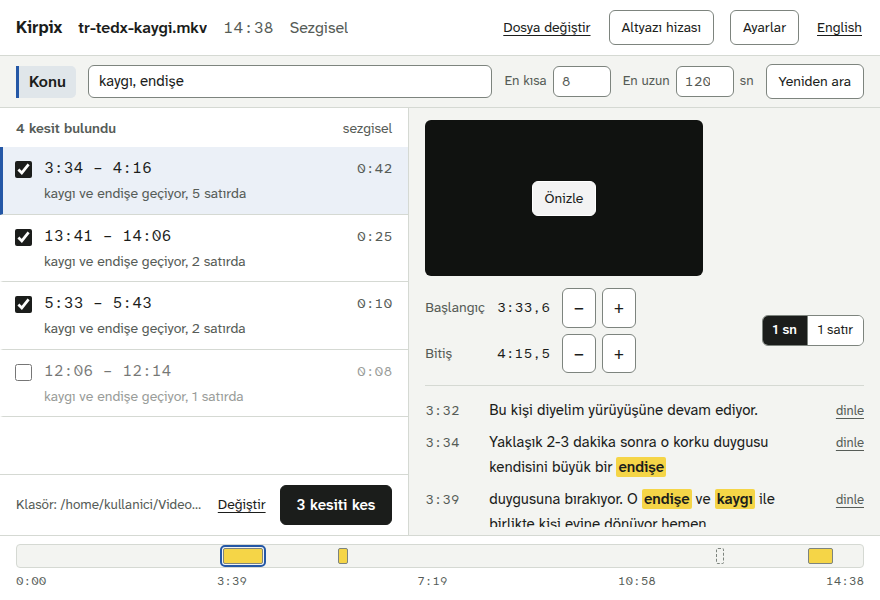 Kirpix tr-tedx-kaygi.mkv 14:38 Sezgisel Dosya değiştir Altyazı hizası Ayarlar English
Konu kaygı, endişe En kısa 8 En uzun 120 sn Yeniden ara
4 kesit bulundu sezgisel
3:34 – 4:16 0:42
kaygı ve endişe geçiyor, 5 satırda
13:41 – 14:06 0:25
kaygı ve endişe geçiyor, 2 satırda
5:33 – 5:43 0:10
kaygı ve endişe geçiyor, 2 satırda
12:06 – 12:14 0:08
kaygı ve endişe geçiyor, 1 satırda
Klasör: /home/kullanici/Video... Değiştir 3 kesiti kes
Önizle
Başlangıç 3:33,6 − +
Bitiş 4:15,5 − +
1 sn 1 satır
3:32 Bu kişi diyelim yürüyüşüne devam ediyor. dinle
3:34 Yaklaşık 2-3 dakika sonra o korku duygusu dinle
kendisini büyük bir endişe
3:39 duygusuna bırakıyor. O endişe ve kaygı ile dinle
birlikte kişi evine dönüyor hemen
0:00 3:39 7:19 10:58 14:38